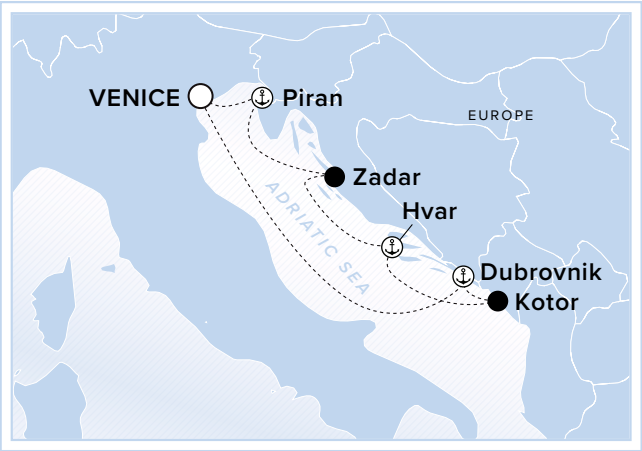 VENICE
Piran
EUROPE
Zadar
Hvar
ADRIATIC SEA
Dubrovnik
Kotor